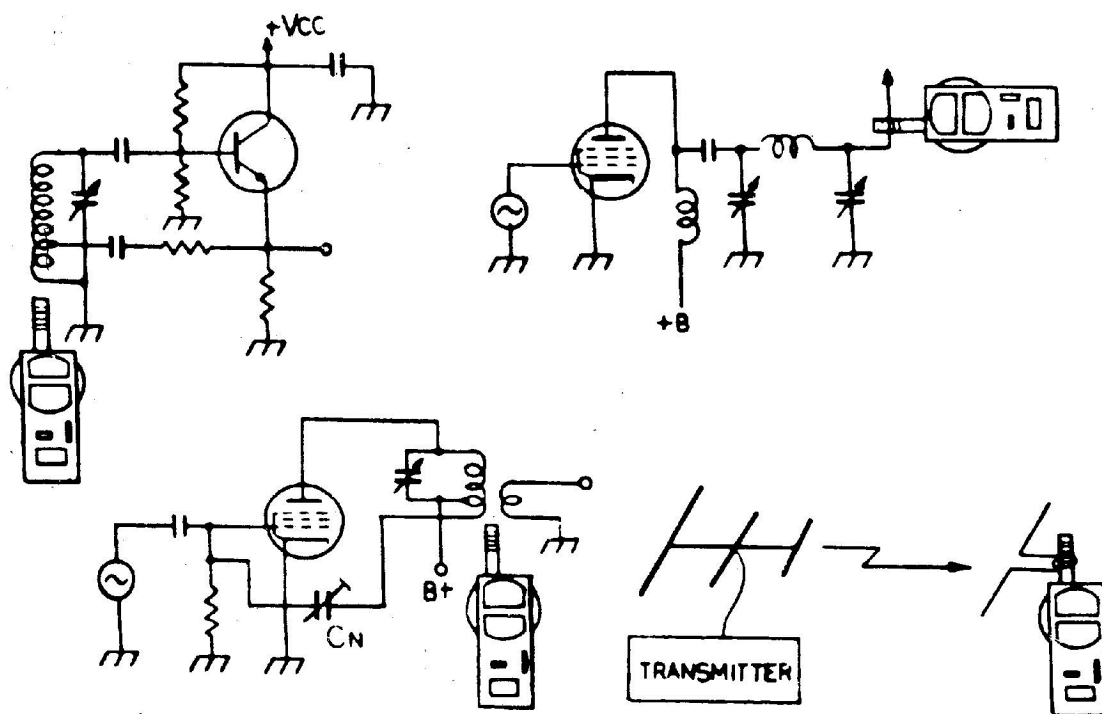 +VCC
+B
B+
CN
TRANSMITTER